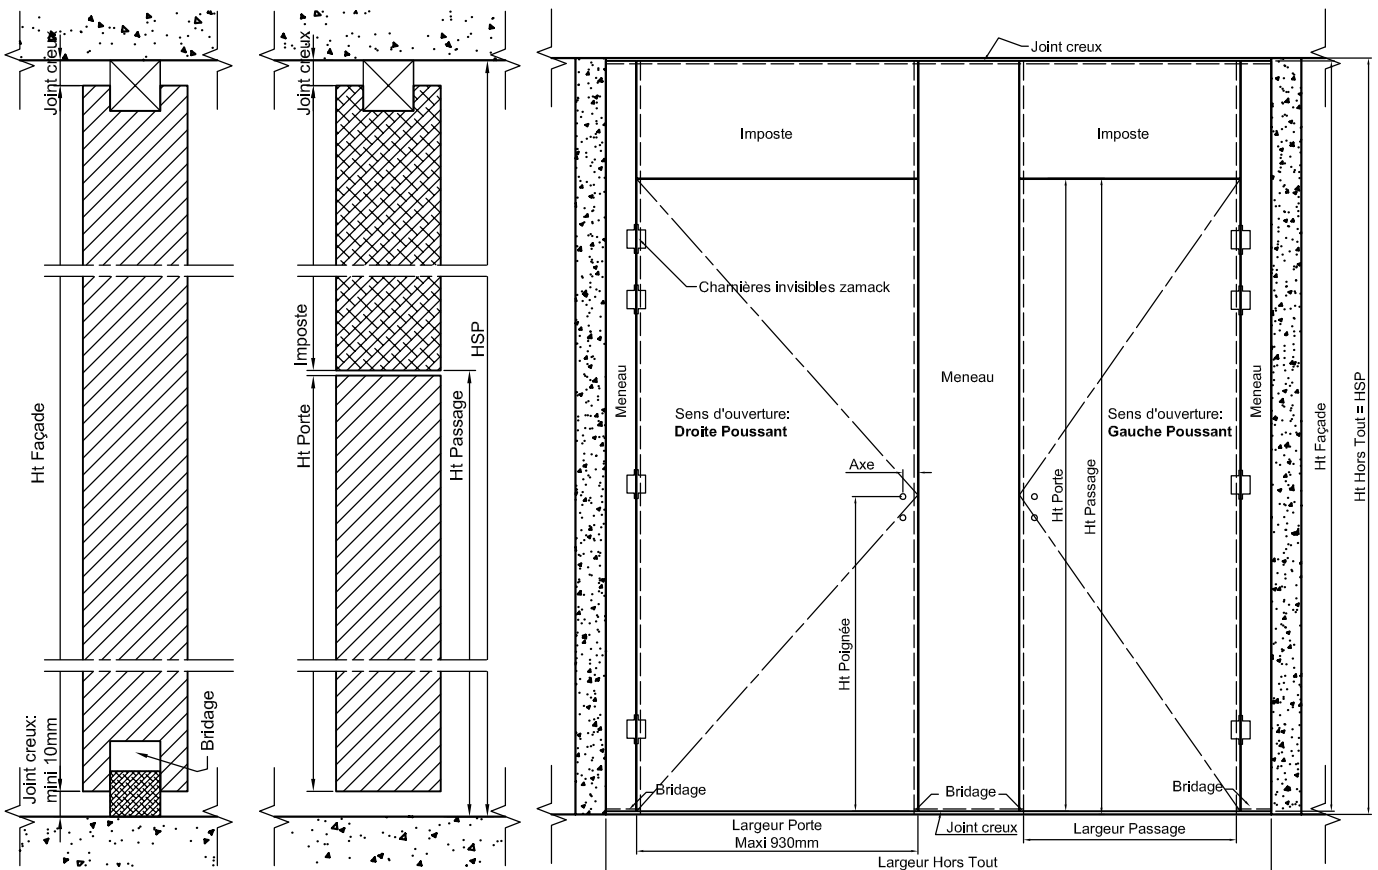 Joint creux
Ht Façade
Joint creux:
mini 10mm
Bridage
Joint creux
Imposte
Ht Porte
Ht Passage
HSP
Joint creux
Imposte
Imposte
Charnières invisibles zamack
Meneau
Meneau
Meneau
Sens d'ouverture:
Droite Poussant
Sens d'ouverture:
Gauche Poussant
Axe
Ht Poignée
Ht Porte
Ht Passage
Ht Façade
Ht Hors Tout = HSP
Bridage
Bridage
Bridage
Joint creux
Largeur Porte
Maxi 930mm
Largeur Passage
Largeur Hors Tout